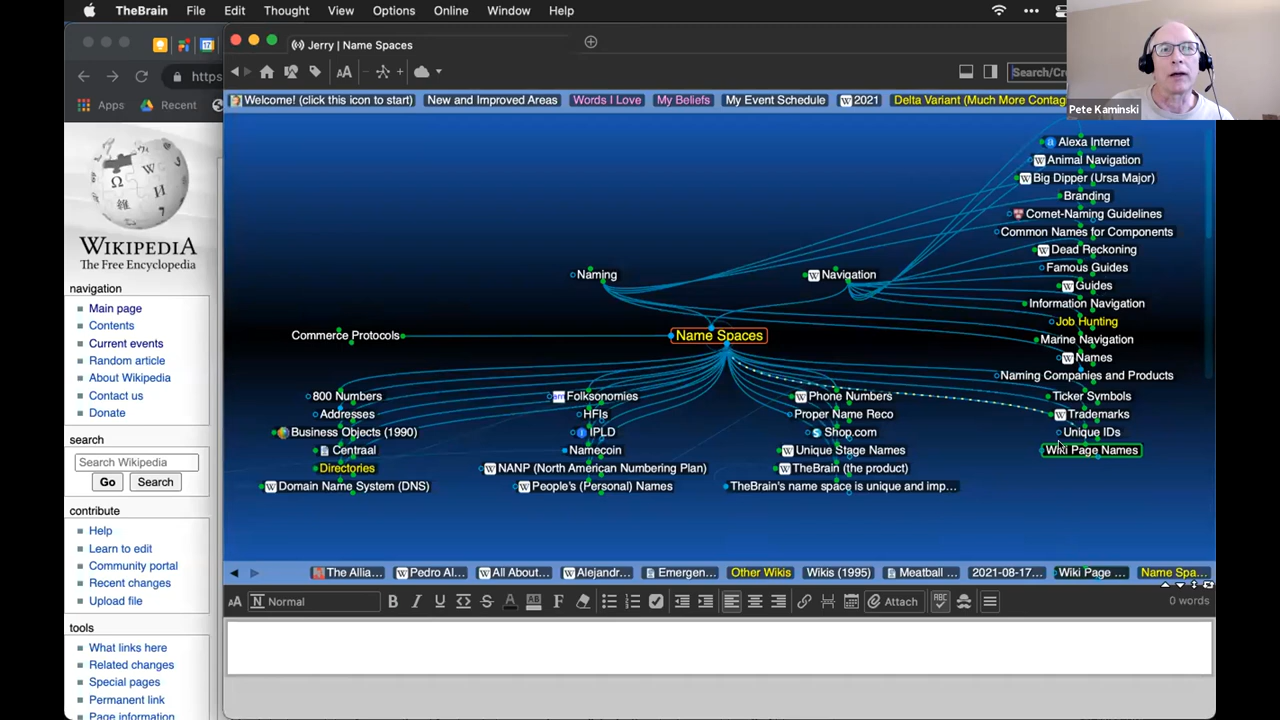 TheBrain File Edit Thought View Options Online Window Help
Jerry | Name Spaces
https
Apps Recent
AA
Search/Cre
Pete Kaminski
Welcome! (click this icon to start) New and Improved Areas Words I Love My Beliefs My Event Schedule 2021 Delta Variant (Much More Contag
WIKIPEDIA
The Free Encyclopedia
navigation
Main page
Contents
Current events
Random article
About Wikipedia
Contact us
Donate
search
Search Wikipedia
Go Search
contribute
Help
Learn to edit
Community portal
Recent changes
Upload file
tools
What links here
Related changes
Special pages
Permanent link
Page information
Naming
Navigation
Commerce Protocols
Name Spaces
800 Numbers
Addresses
Business Objects (1990)
Centraal
Directories
Domain Name System (DNS)
Folksonomies
HFIs
IPLD
Namecoin
NANP (North American Numbering Plan)
People's (Personal) Names
Phone Numbers
Proper Name Reco
Shop.com
Unique Stage Names
TheBrain (the product)
TheBrain's name space is unique and imp...
Ticker Symbols
Trademarks
Unique IDs
Wiki Page Names
Alexa Internet
Animal Navigation
Big Dipper (Ursa Major)
Branding
Comet-Naming Guidelines
Common Names for Components
Dead Reckoning
Famous Guides
Guides
Information Navigation
Job Hunting
Marine Navigation
Names
Naming Companies and Products
The Allia... Pedro Al... All About... Alejandr... Emergen... Other Wikis Wikis (1995) Meatball ... 2021-08-17... Wiki Page ... Name Spa...
AA N Normal B I U S F Attach 0 words